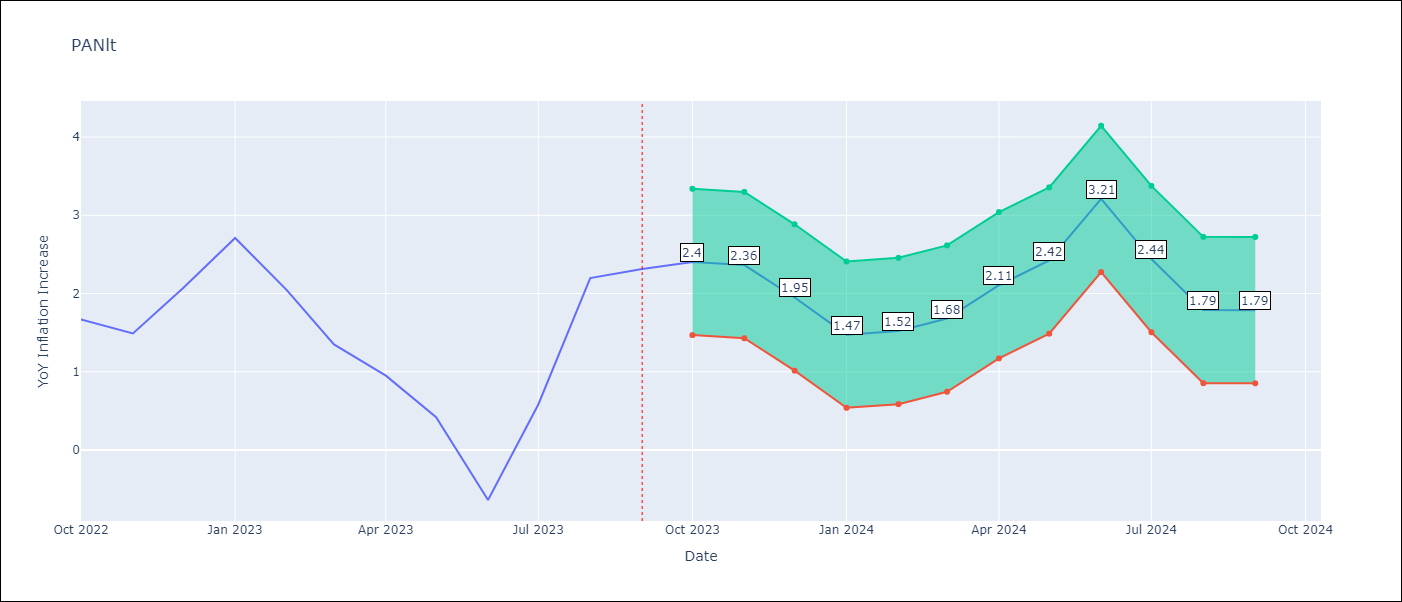 PANlt
YoY Inflation Increase
4
3
2
1
0
2.4
2.36
1.95
1.47
1.52
1.68
2.11
2.42
3.21
2.44
1.79
1.79
Oct 2022
Jan 2023
Apr 2023
Jul 2023
Oct 2023
Jan 2024
Apr 2024
Jul 2024
Oct 2024
Date